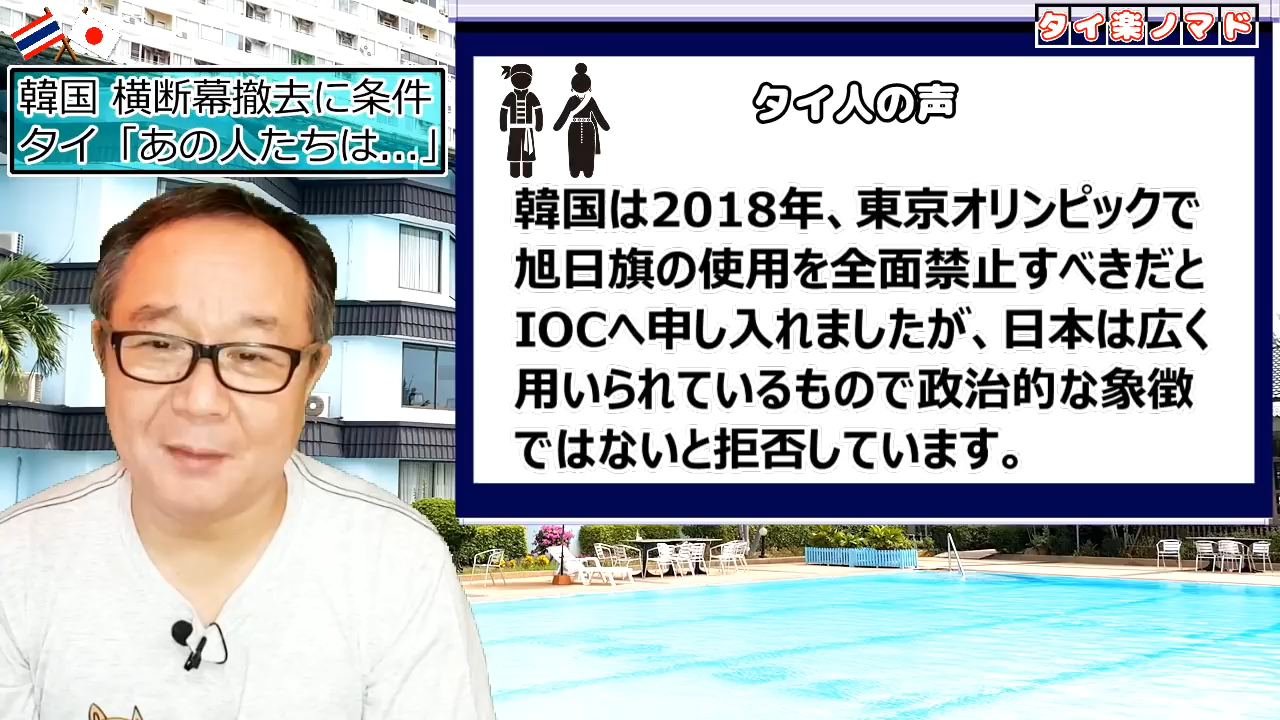 タイ楽ノマド
韓国 横断幕撤去に条件
タイ「あの人たちは...」
タイ人の声
韓国は2018年、東京オリンピックで
旭日旗の使用を全面禁止すべきだと
IOCへ申し入れましたが、日本は広く
用いられているもので政治的な象徴
ではないと拒否しています。